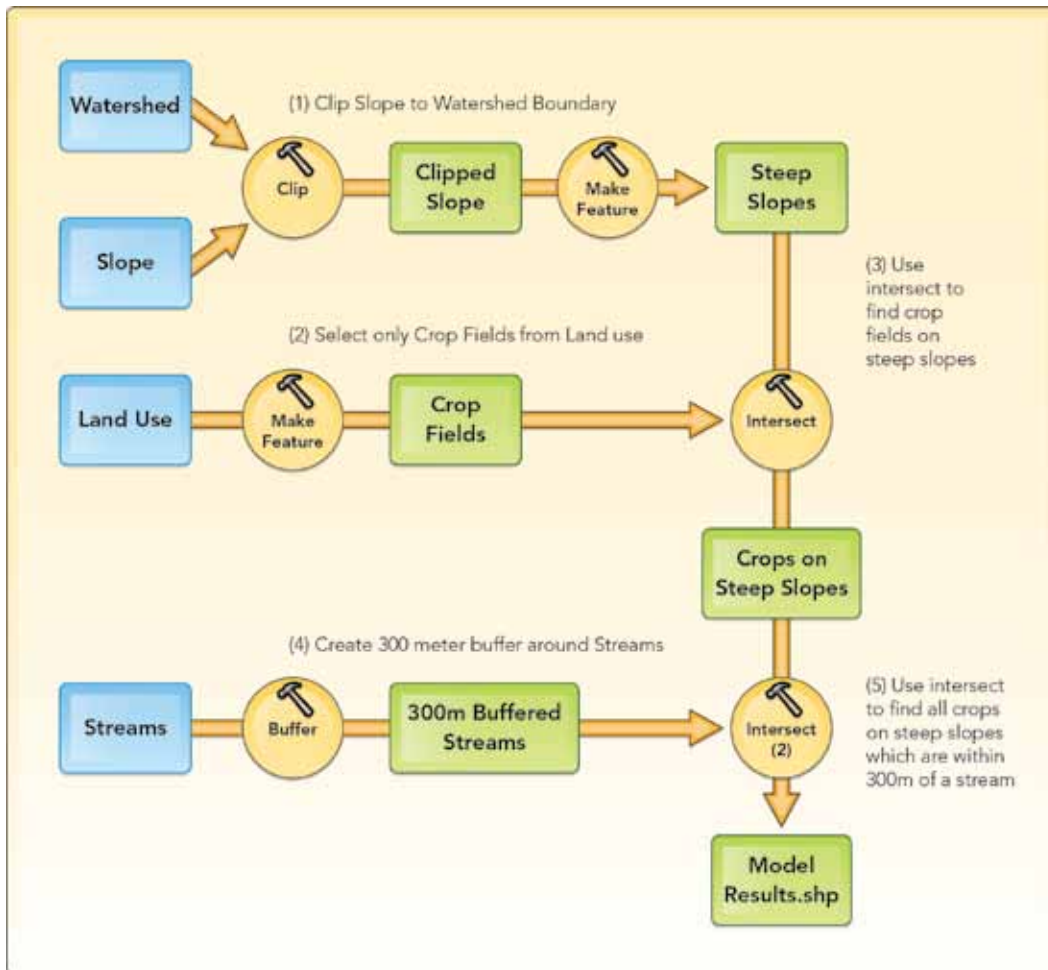 Watershed
(1) Clip Slope to Watershed Boundary
Clip
Clipped
Slope
Make
Feature
Steep
Slopes
Slope
(3) Use
intersect to
find crop
fields on
steep slopes
(2) Select only Crop Fields from Land use
Land Use
Make
Feature
Crop
Fields
Intersect
Crops on
Steep Slopes
(4) Create 300 meter buffer around Streams
Streams
Buffer
300m Buffered
Streams
Intersect
(2)
(5) Use intersect
to find all crops
on steep slopes
which are within
300m of a stream
Model
Results.shp